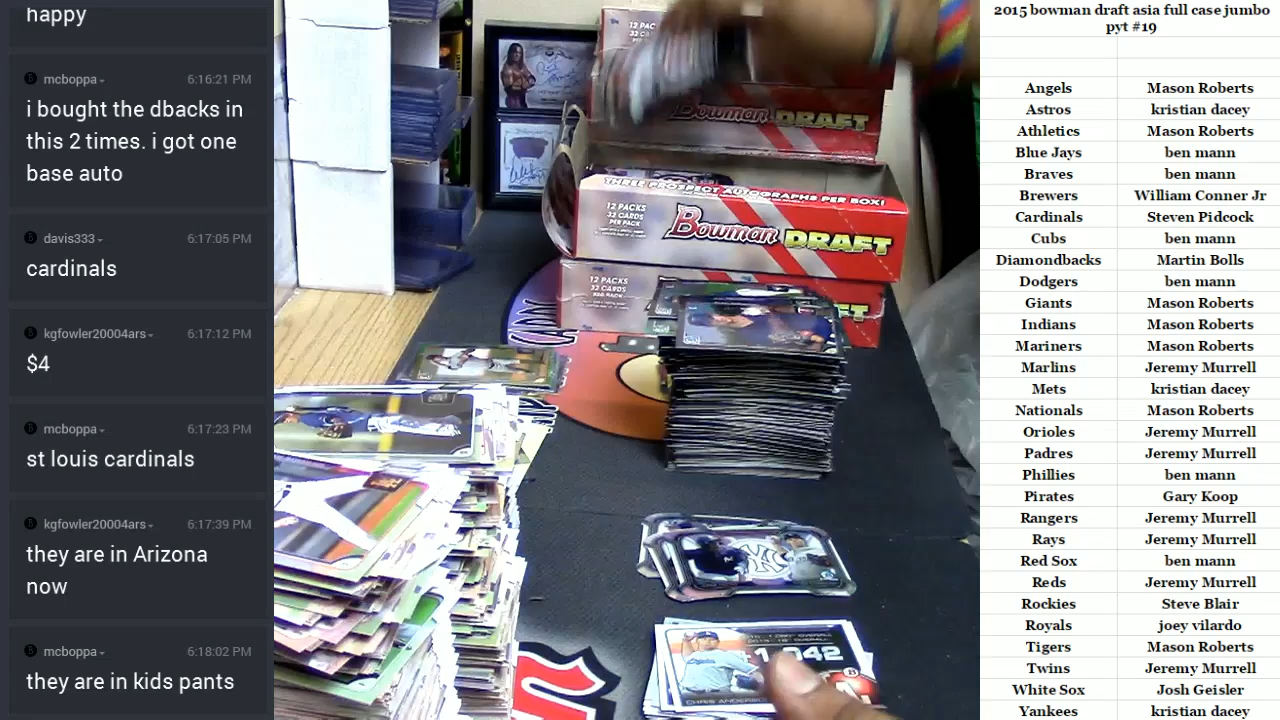 happy
mcboppa 6:16:21 PM
i bought the dbacks in
this 2 times. i got one
base auto
davis333 6:17:05 PM
cardinals
kgfowler20004ars 6:17:12 PM
$4
mcboppa 6:17:23 PM
st louis cardinals
kgfowler20004ars 6:17:39 PM
they are in Arizona
now
mcboppa 6:18:02 PM
they are in kids pants
12 PACKS
Bowman DRAFT
THREE PROSPECT AUTOGRAPHS PER BOX!
12 PACKS
32 CARDS
PER PACK
Bowman DRAFT
12 PACKS
32 CARDS
PER PACK
2015 bowman draft asia full case jumbo
pyt #19
Angels Mason Roberts
Astros kristian dacey
Athletics Mason Roberts
Blue Jays ben mann
Braves ben mann
Brewers William Conner Jr
Cardinals Steven Pidcock
Cubs ben mann
Diamondbacks Martin Bolls
Dodgers ben mann
Giants Mason Roberts
Indians Mason Roberts
Mariners Mason Roberts
Marlins Jeremy Murrell
Mets kristian dacey
Nationals Mason Roberts
Orioles Jeremy Murrell
Padres Jeremy Murrell
Phillies ben mann
Pirates Gary Koop
Rangers Jeremy Murrell
Rays Jeremy Murrell
Red Sox ben mann
Reds Jeremy Murrell
Rockies Steve Blair
Royals joey vilardo
Tigers Mason Roberts
Twins Jeremy Murrell
White Sox Josh Geisler
Yankees kristian dacey